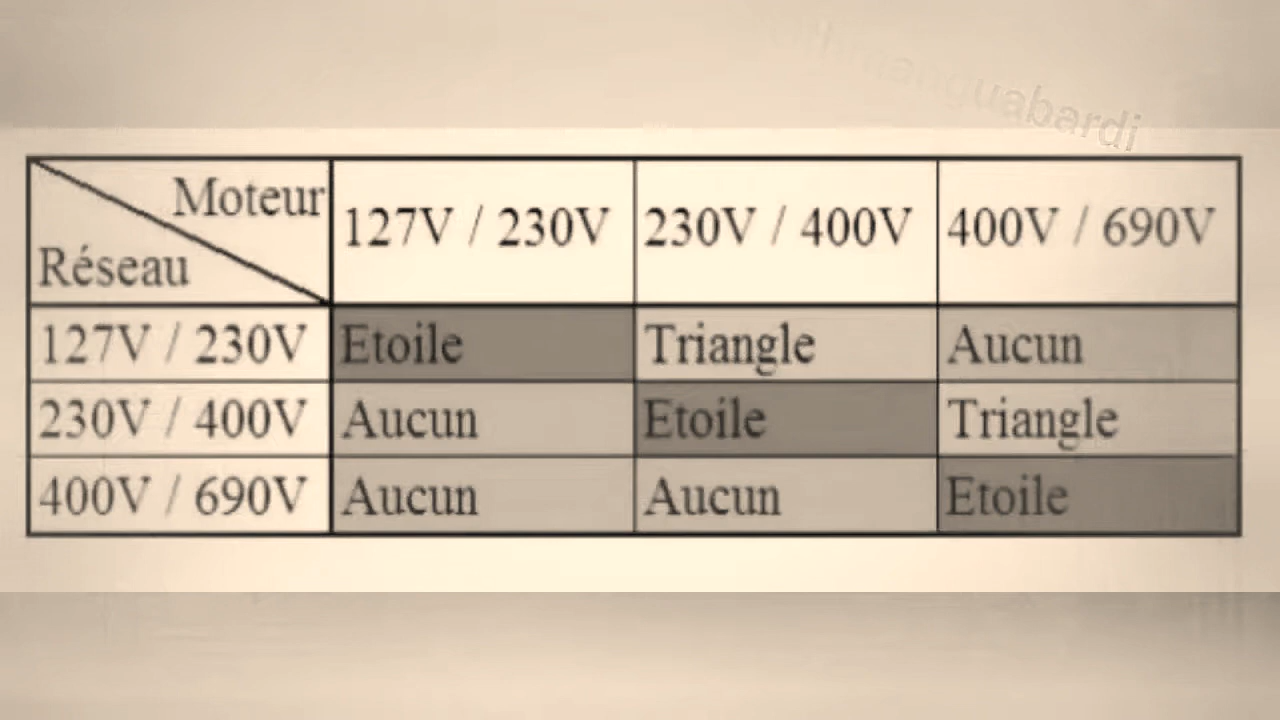 Moteur
Réseau
127V / 230V 230V / 400V 400V / 690V
127V / 230V Etoile Triangle Aucun
230V / 400V Aucun Etoile Triangle
400V / 690V Aucun Aucun Etoile